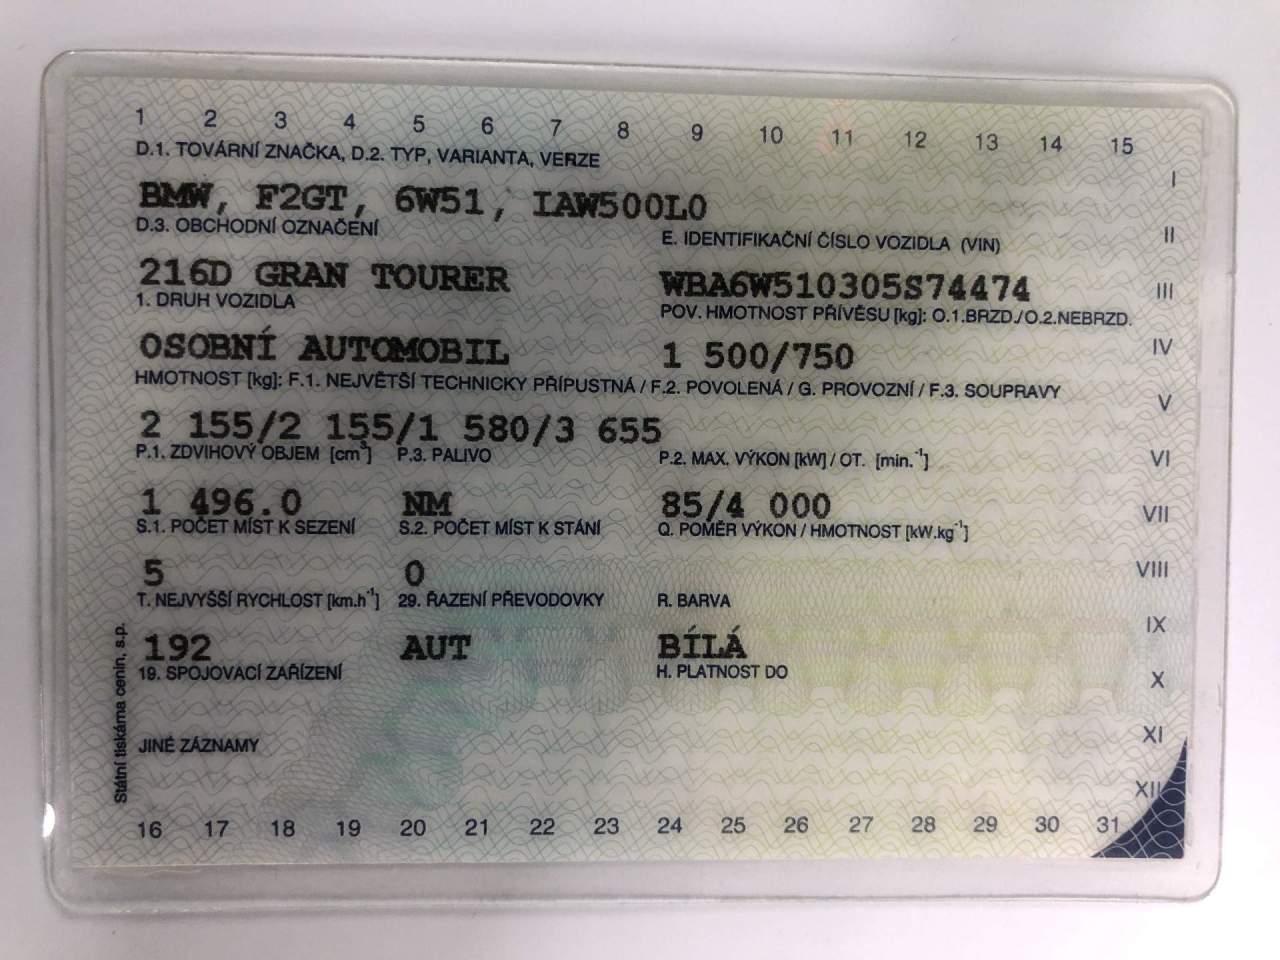 1 2 3 4 5 6 7 8 9 10 11 12 13 14 15
D.1. TOVÁRNÍ ZNAČKA, D.2. TYP, VARIANTA, VERZE
I
BMW, F2GT, 6W51, IAW500L0
D.3. OBCHODNÍ OZNAČENÍ E. IDENTIFIKAČNÍ ČÍSLO VOZIDLA (VIN) II
216D GRAN TOURER WBA6W510305S74474 III
1. DRUH VOZIDLA POV. HMOTNOST PŘÍVĚSU [kg]: O.1.BRZD./O.2.NEBRZD.
OSOBNÍ AUTOMOBIL 1 500/750 IV
HMOTNOST [kg]: F.1. NEJVĚTŠÍ TECHNICKY PŘÍPUSTNÁ / F.2. POVOLENÁ / G. PROVOZNÍ / F.3. SOUPRAVY V
2 155/2 155/1 580/3 655
P.1. ZDVIHOVÝ OBJEM [cm³] P.3. PALIVO P.2. MAX. VÝKON [kW] / OT. [min.⁻¹] VI
1 496.0 NM 85/4 000 VII
S.1. POČET MÍST K SEZENÍ S.2. POČET MÍST K STÁNÍ Q. POMĚR VÝKON / HMOTNOST [kW.kg⁻¹]
5 0 VIII
T. NEJVYŠŠÍ RYCHLOST [km.h⁻¹] 29. ŘAZENÍ PŘEVODOVKY R. BARVA IX
192 AUT BÍLÁ
19. SPOJOVACÍ ZAŘÍZENÍ H. PLATNOST DO X
JINÉ ZÁZNAMY XI
XII
16 17 18 19 20 21 22 23 24 25 26 27 28 29 30 31
Státní tiskárna cenin, s.p.